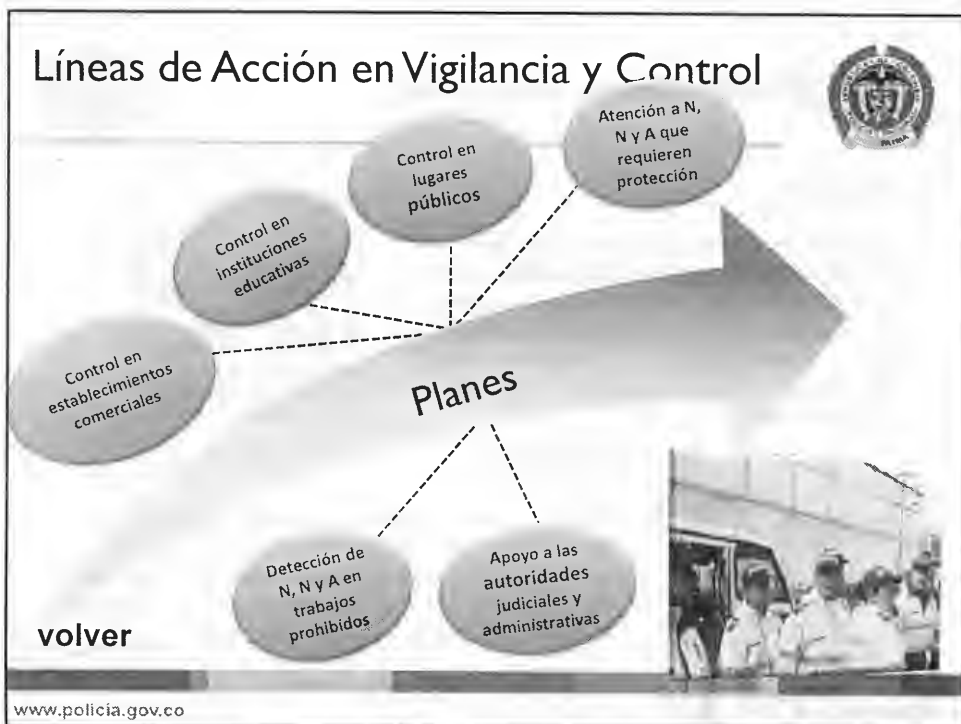 Líneas de Acción en Vigilancia y Control
Atención a N,
N y A que
requieren
protección
Control en
lugares
públicos
Control en
instituciones
educativas
Control en
establecimientos
comerciales
Planes
Detección de
N, N y A en
trabajos
prohibidos
Apoyo a las
autoridades
judiciales y
administrativas
volver
www.policia.gov.co